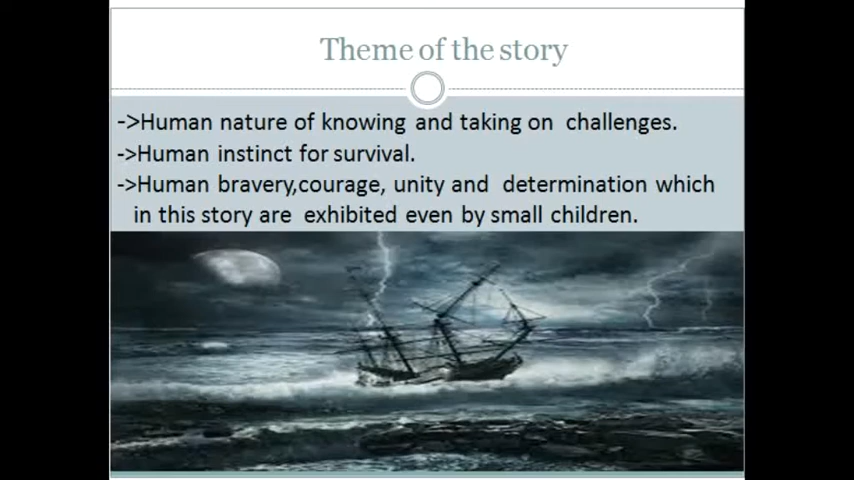 Theme of the story
->Human nature of knowing and taking on challenges.
->Human instinct for survival.
->Human bravery,courage, unity and determination which
in this story are exhibited even by small children.